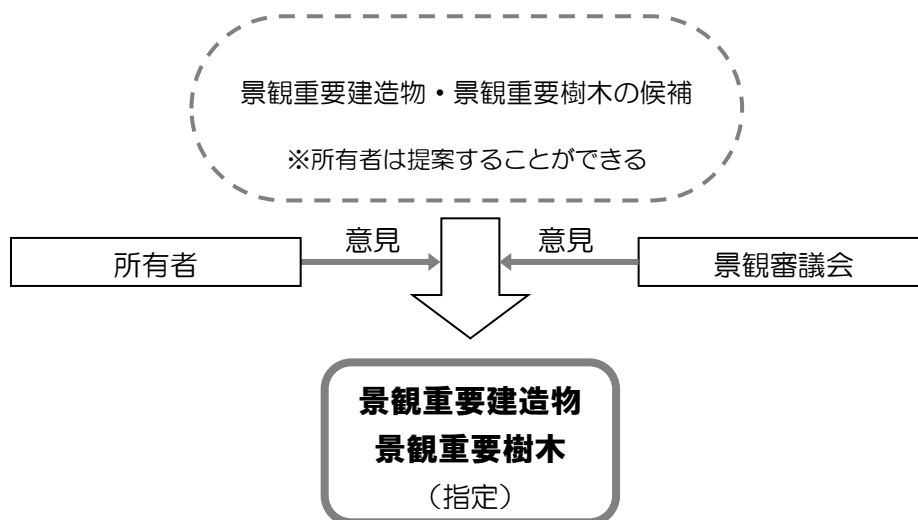 景観重要建造物・景観重要樹木の候補
※所有者は提案することができる
所有者
意見
意見
景観審議会
景観重要建造物
景観重要樹木
（指定）